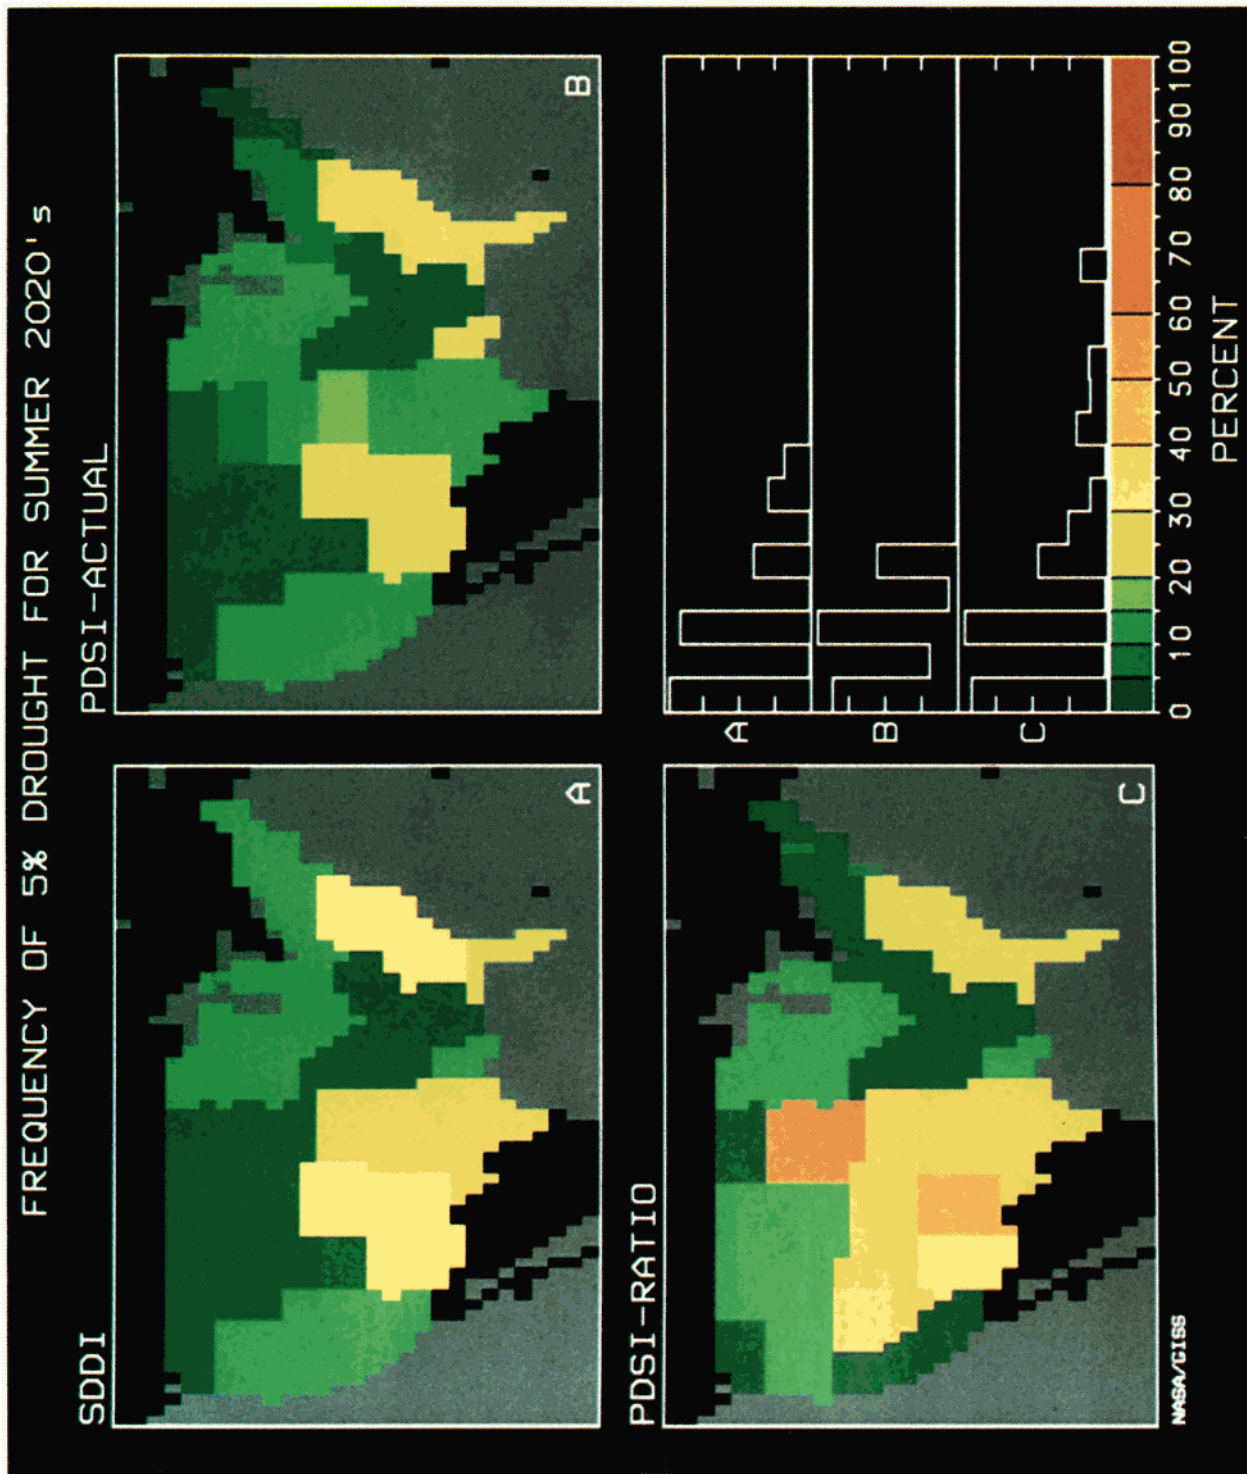 FREQUENCY OF 5% DROUGHT FOR SUMMER 2020's
SDDI
A
PDSI-ACTUAL
B
PDSI-RATIO
C
A
B
C
0 10 20 30 40 50 60 70 80 90 100
PERCENT
NASA/GISS